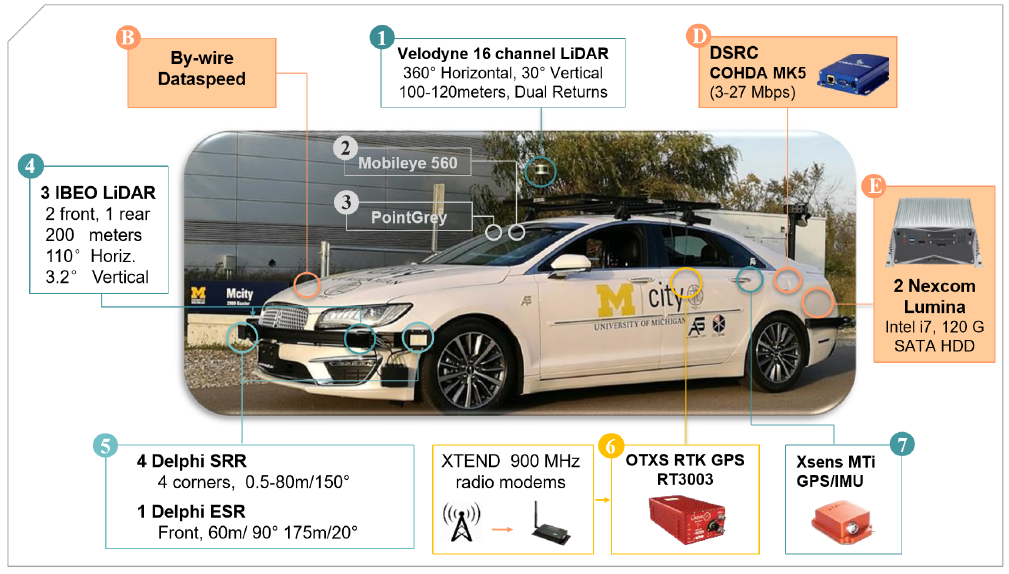 B
By-wire
Dataspeed
1
Velodyne 16 channel LiDAR
360° Horizontal, 30° Vertical
100-120meters, Dual Returns
D
DSRC
COHDA MK5
(3-27 Mbps)
2
Mobileye 560
3
PointGrey
4
3 IBEO LiDAR
2 front, 1 rear
200 meters
110° Horiz.
3.2° Vertical
E
2 Nexcom
Lumina
Intel i7, 120 G
SATA HDD
M
Mcity
M city
UNIVERSITY OF MICHIGAN
5
4 Delphi SRR
4 corners, 0.5-80m/150°
1 Delphi ESR
Front, 60m/ 90° 175m/20°
XTEND 900 MHz
radio modems
6
OTXS RTK GPS
RT3003
7
Xsens MTi
GPS/IMU